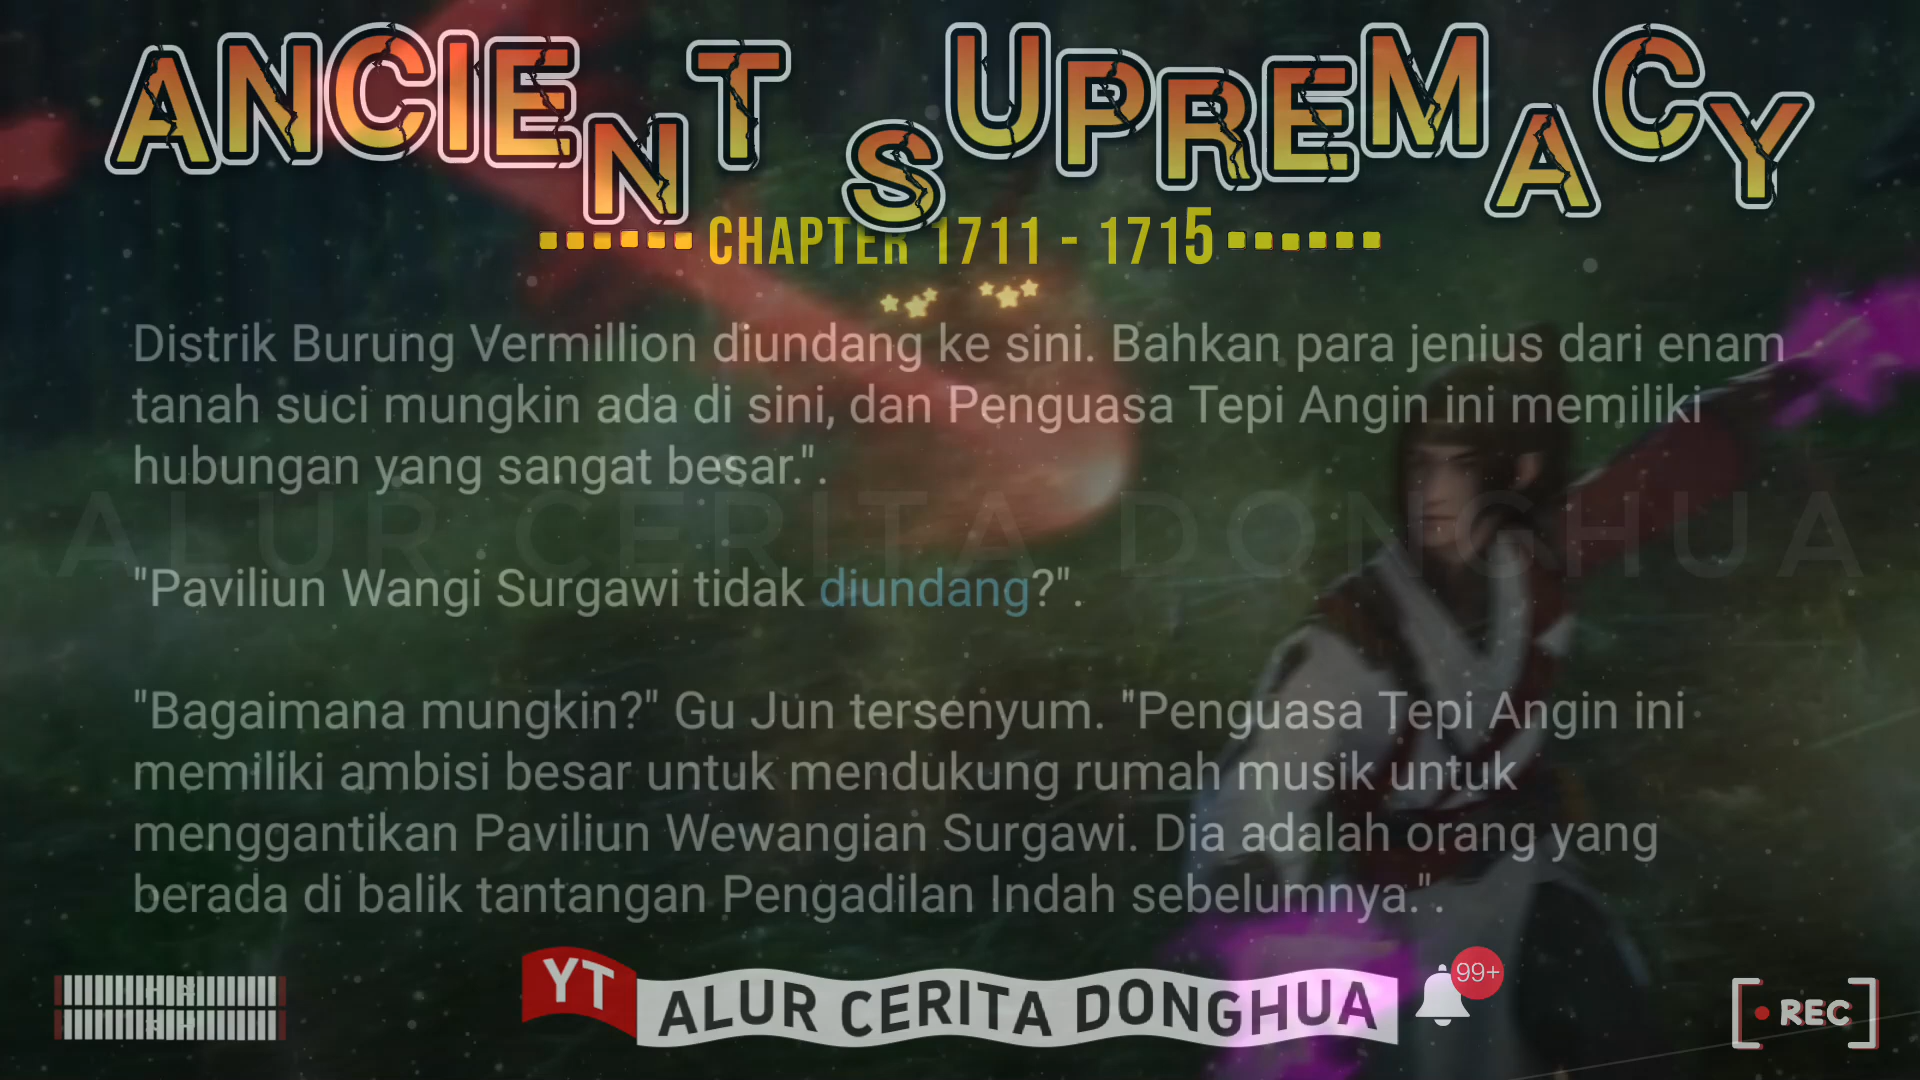 ANCIENT SUPREMACY
CHAPTER 1711 - 1715
Distrik Burung Vermillion diundang ke sini. Bahkan para jenius dari enam
tanah suci mungkin ada di sini, dan Penguasa Tepi Angin ini memiliki
hubungan yang sangat besar.".
ALUR CERITA DONGHUA
"Paviliun Wangi Surgawi tidak diundang?".
"Bagaimana mungkin?" Gu Jun tersenyum. "Penguasa Tepi Angin ini
memiliki ambisi besar untuk mendukung rumah musik untuk
menggantikan Paviliun Wewangian Surgawi. Dia adalah orang yang
berada di balik tantangan Pengadilan Indah sebelumnya.".
YT ALUR CERITA DONGHUA 99+
REC